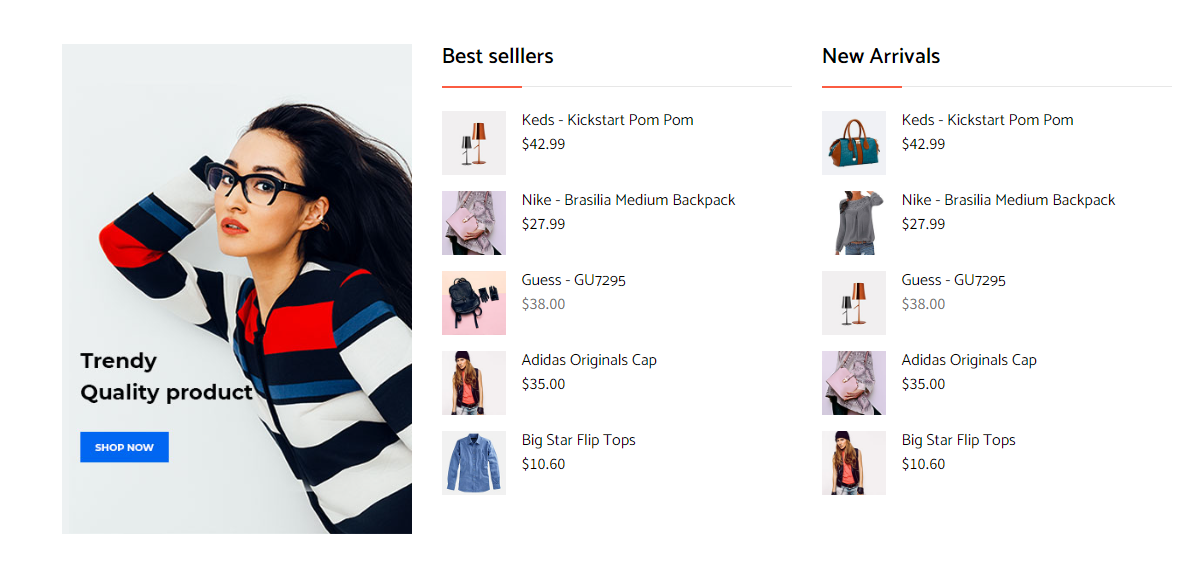 Trendy
Quality product
SHOP NOW
Best selllers
Keds - Kickstart Pom Pom
$42.99
Nike - Brasilia Medium Backpack
$27.99
Guess - GU7295
$38.00
Adidas Originals Cap
$35.00
Big Star Flip Tops
$10.60
New Arrivals
Keds - Kickstart Pom Pom
$42.99
Nike - Brasilia Medium Backpack
$27.99
Guess - GU7295
$38.00
Adidas Originals Cap
$35.00
Big Star Flip Tops
$10.60